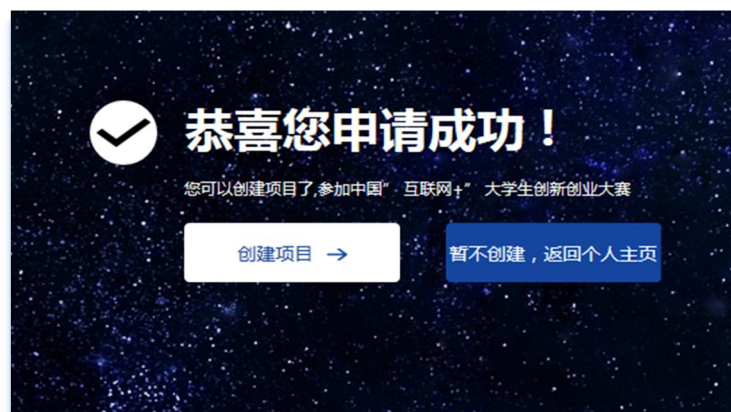 恭喜您申请成功！
您可以创建项目了,参加中国” 互联网+” 大学生创新创业大赛
创建项目 →
暂不创建，返回个人主页